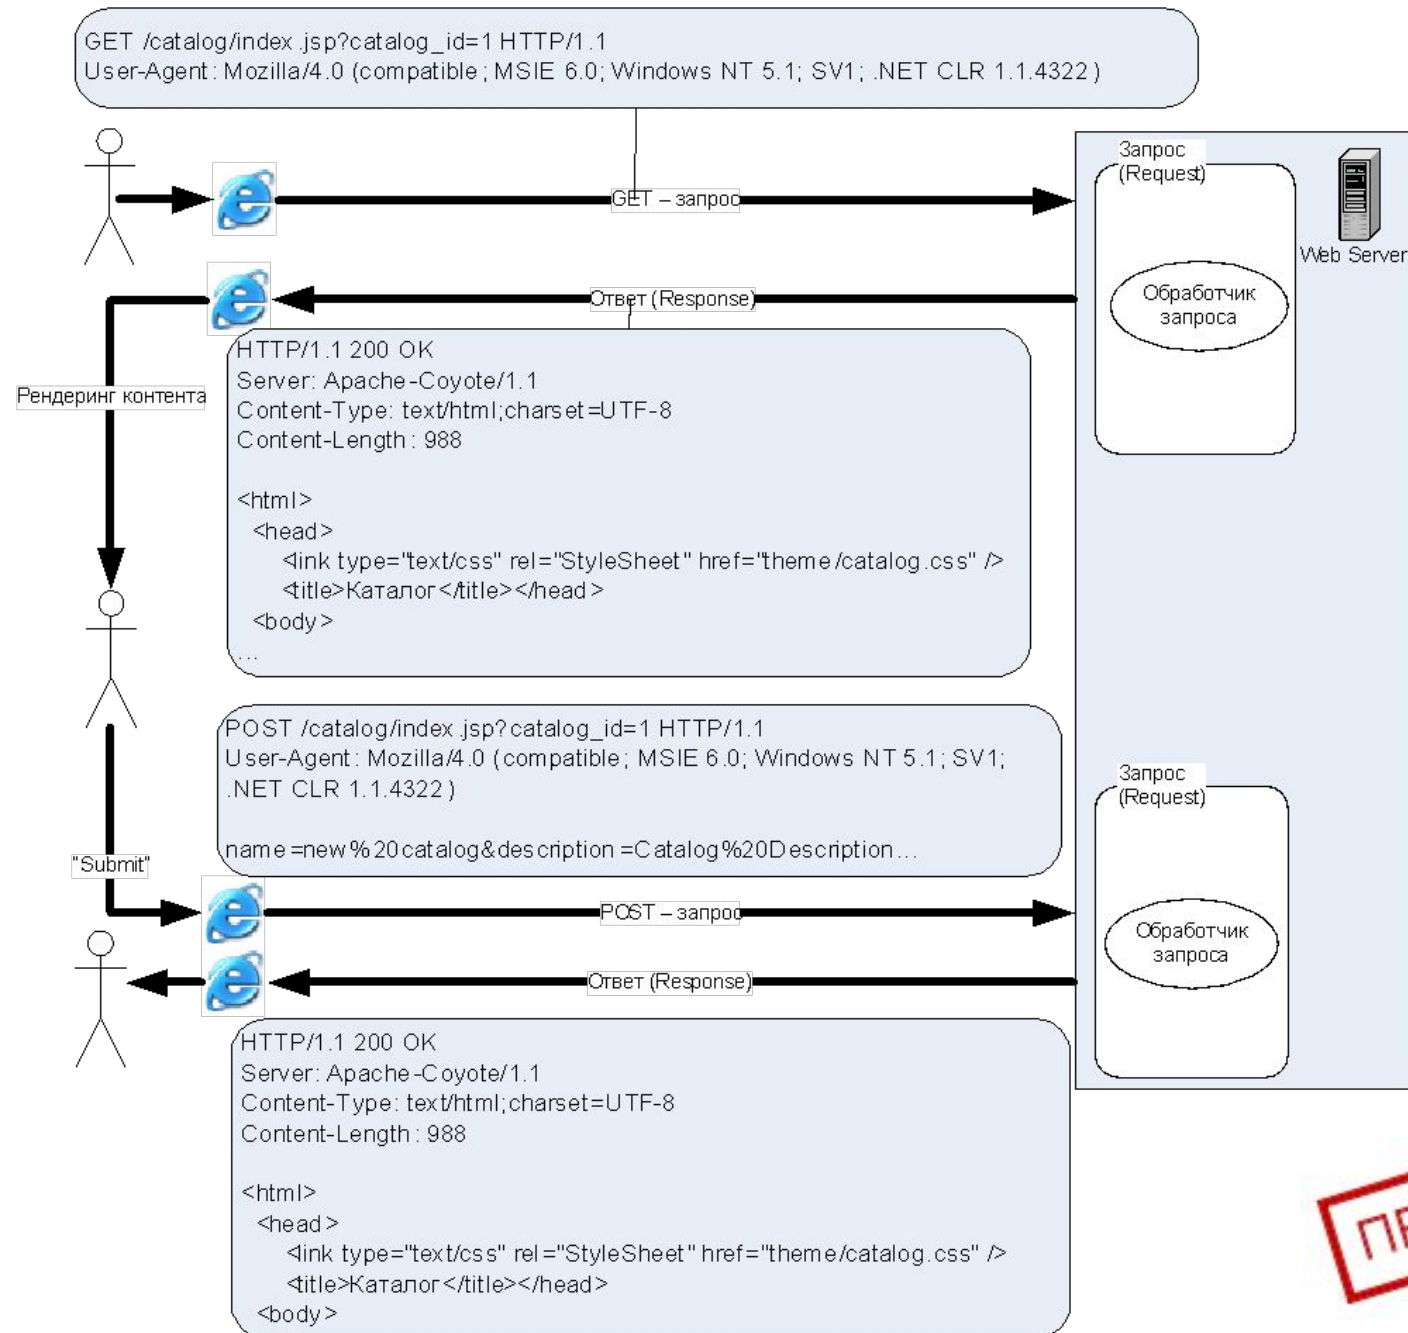 GET /catalog/index.jsp?catalog_id=1 HTTP/1.1
User-Agent: Mozilla/4.0 (compatible; MSIE 6.0; Windows NT 5.1; SV1; .NET CLR 1.1.4322)
Запрос
(Request)
Web Server
GET – запрос
Обработчик
запроса
Ответ (Response)
HTTP/1.1 200 OK
Server: Apache-Coyote/1.1
Content-Type: text/html;charset=UTF-8
Content-Length: 988
<html>
<head>
<link type="text/css" rel="StyleSheet" href="theme/catalog.css" />
<title>Каталог</title></head>
<body>
...
Рендеринг контента
POST /catalog/index.jsp?catalog_id=1 HTTP/1.1
User-Agent: Mozilla/4.0 (compatible; MSIE 6.0; Windows NT 5.1; SV1;
.NET CLR 1.1.4322)
name=new%20catalog&description=Catalog%20Description...
"Submit"
Запрос
(Request)
POST – запрос
Обработчик
запроса
Ответ (Response)
HTTP/1.1 200 OK
Server: Apache-Coyote/1.1
Content-Type: text/html;charset=UTF-8
Content-Length: 988
<html>
<head>
<link type="text/css" rel="StyleSheet" href="theme/catalog.css" />
<title>Каталог</title></head>
<body>